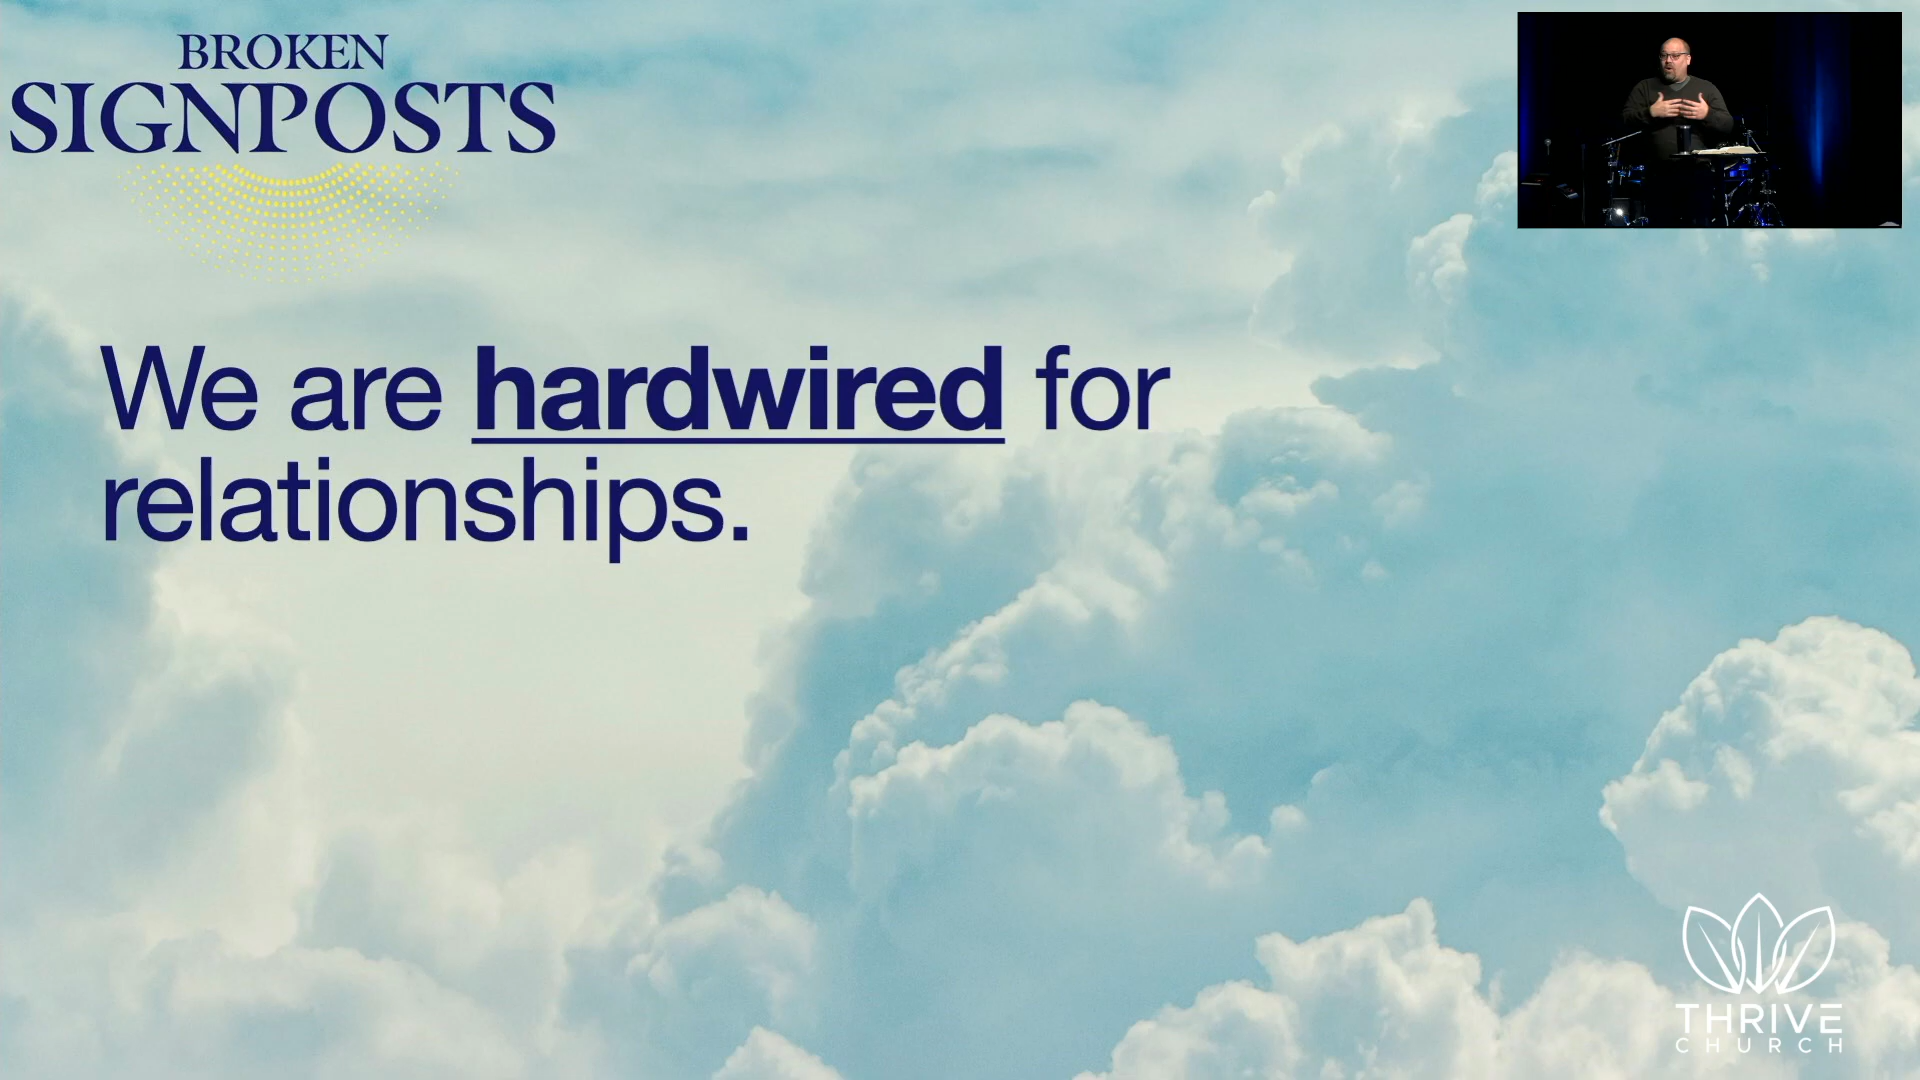 BROKEN
SIGNPOSTS
We are hardwired for
relationships.
THRIVE
CHURCH